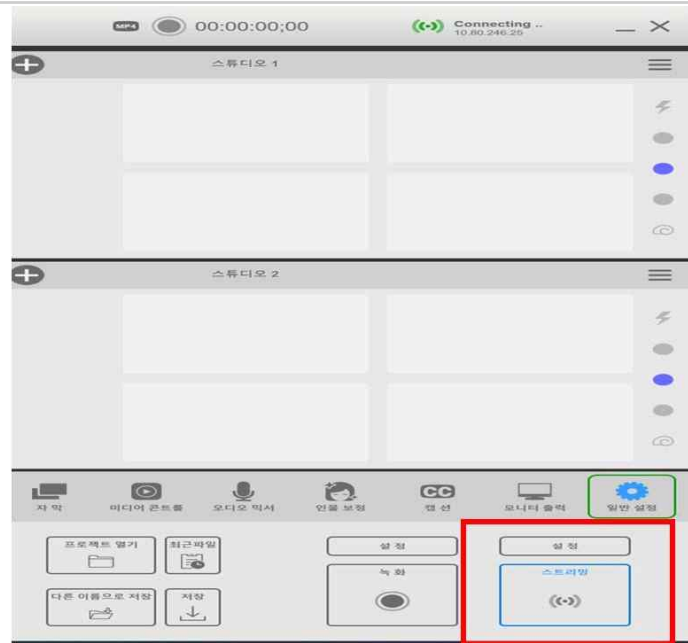 MP4 00:00:00;00 Connecting ..
10.80.246.25
스튜디오 1
스튜디오 2
자 막 미디어 콘트롤 오디오 믹서 인물 보정 CC 캡 션 모니터 출력 일반 설정
프로젝트 열기 최근파일 설 정 설 정
녹 화 스트리밍
다른 이름으로 저장 저장